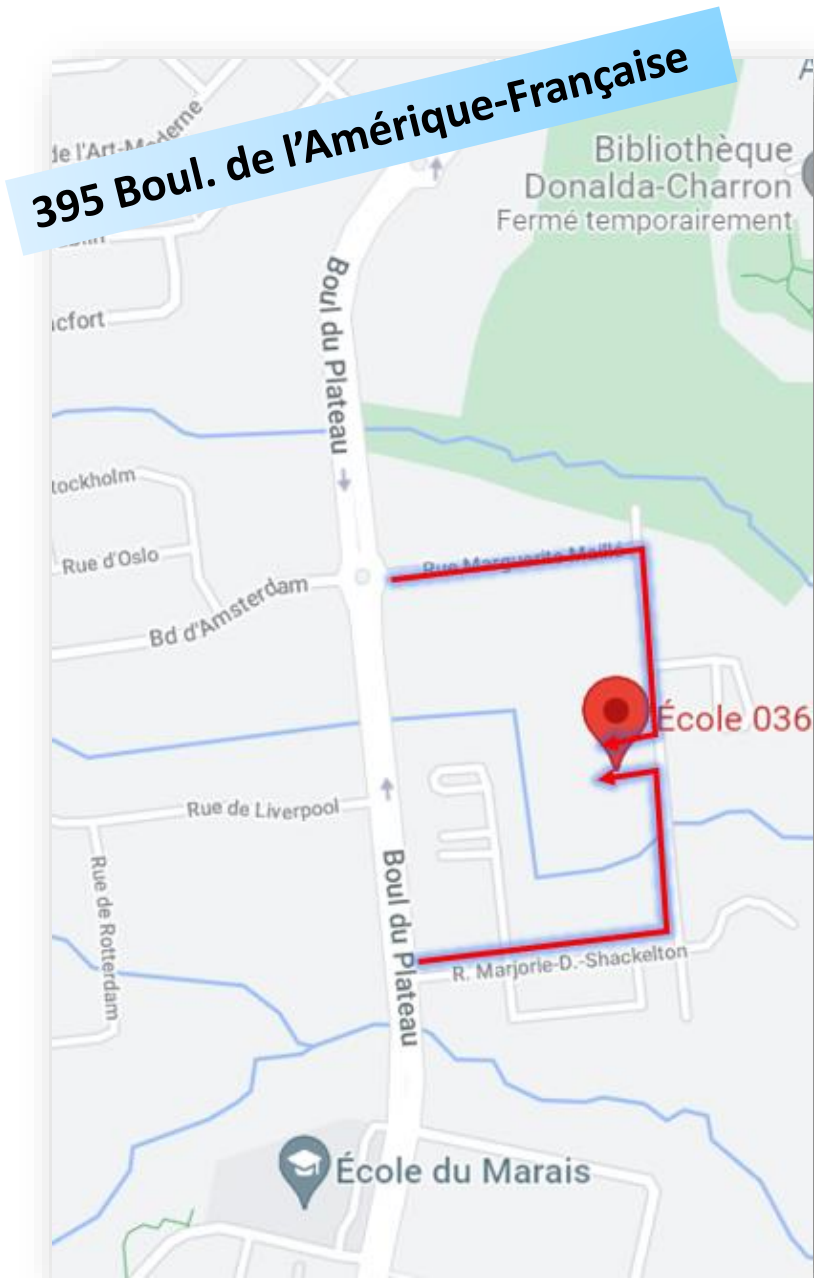 395 Boul. de l'Amérique-Française
de l'Art-Moderne
Bibliothèque
Donalda-Charron
Fermé temporairement
Boul du Plateau
Rue d'Oslo
Bd d'Amsterdam
Rue Marguerite Maillé
École 036
Rue de Liverpool
Boul du Plateau
Rue de Rotterdam
R. Marjorie-D.-Shackelton
École du Marais